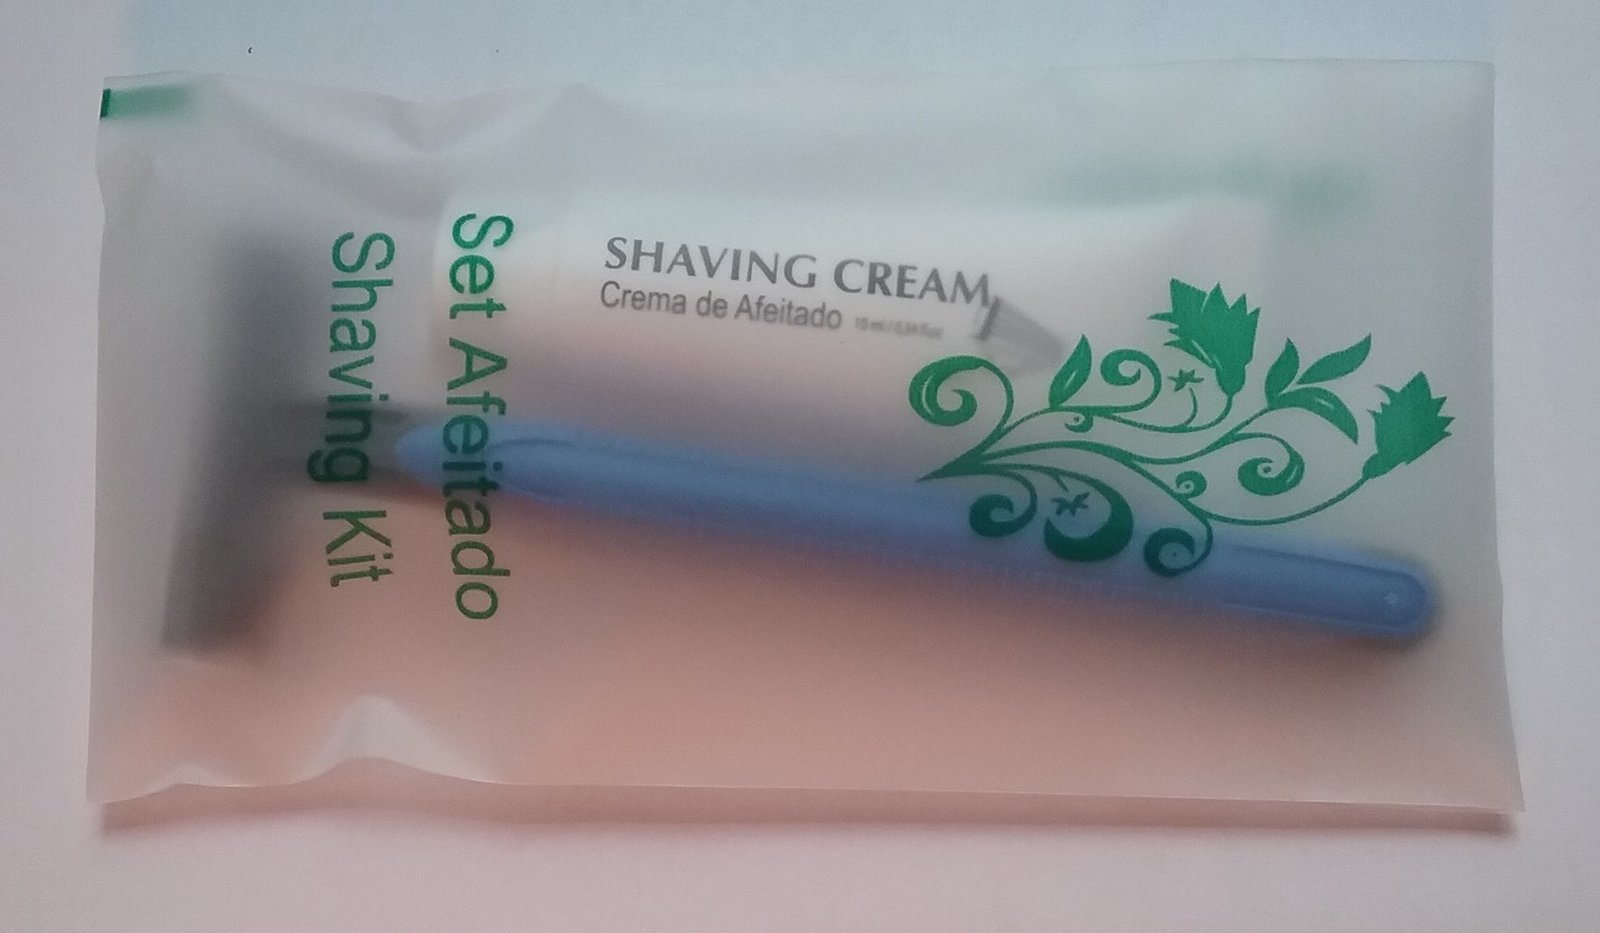 Set Afeitado
Shaving Kit
SHAVING CREAM
Crema de Afeitado